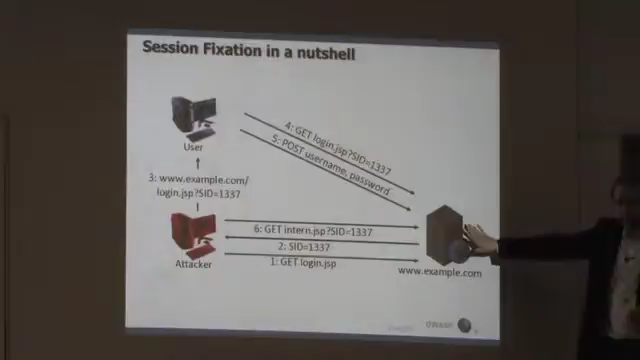 Session Fixation in a nutshell
User
4: GET login.jsp?SID=1337
5: POST username, password
3: www.example.com/
login.jsp?SID=1337
6: GET intern.jsp?SID=1337
2: SID=1337
1: GET login.jsp
Attacker
www.example.com